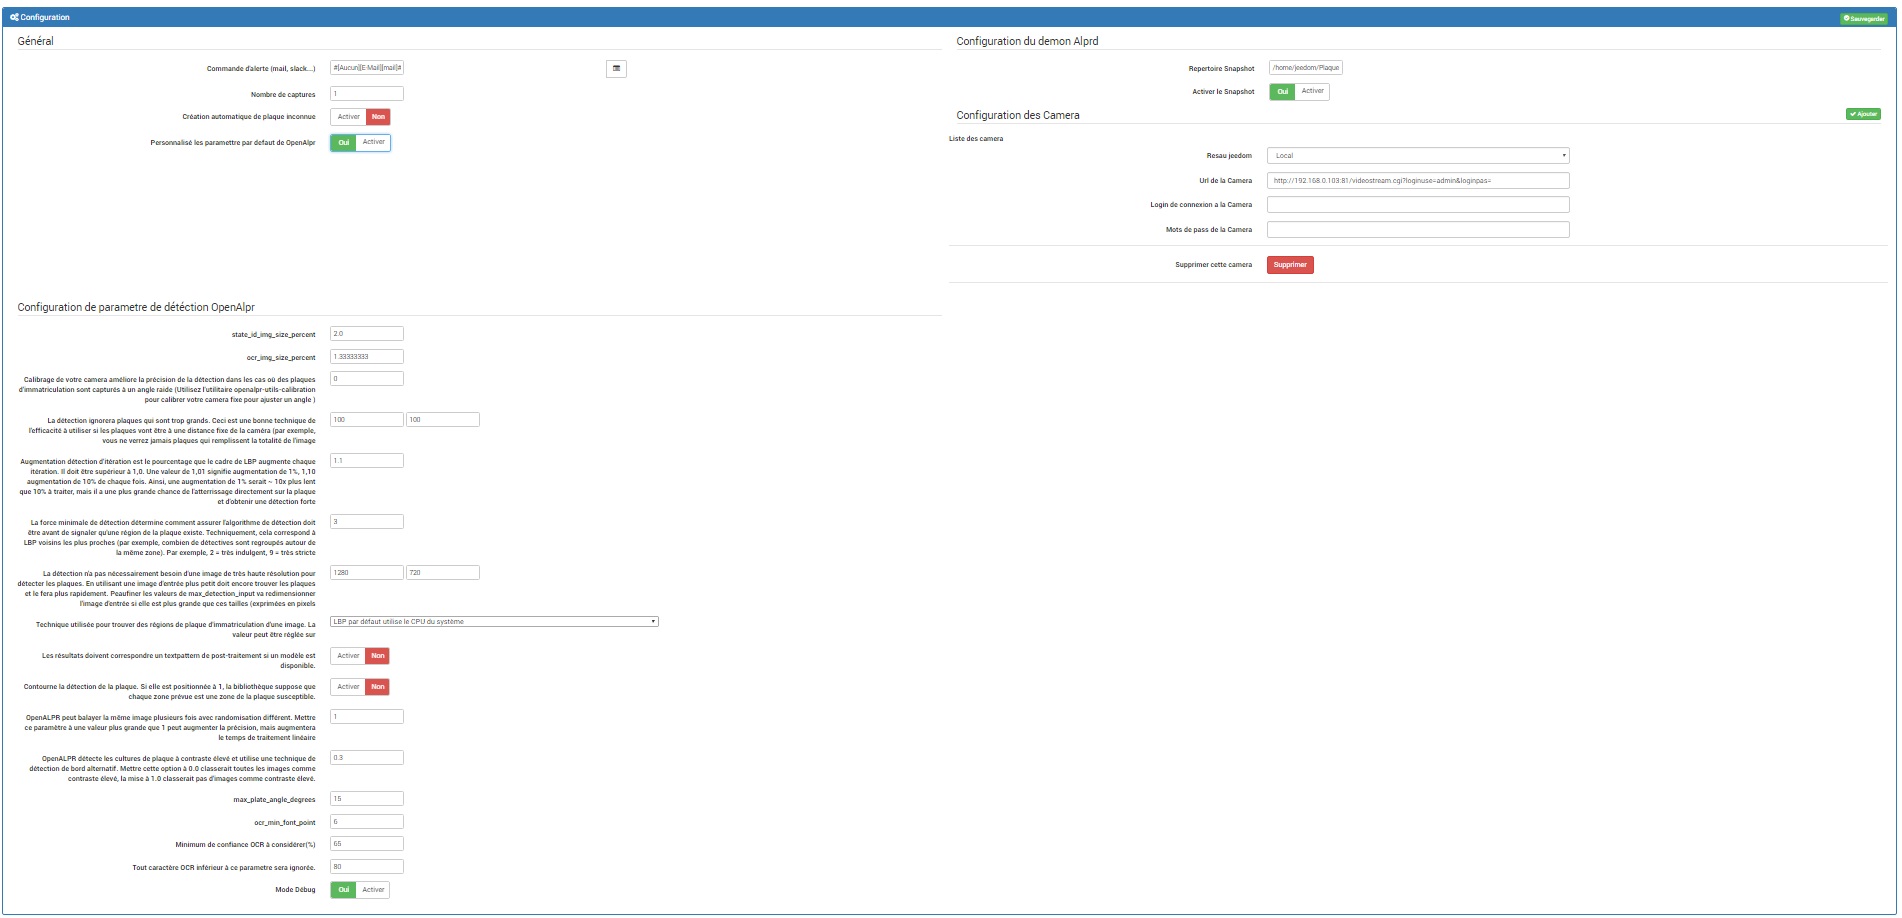 Configuration
Sauvegarder
Général
Commande d'alerte (mail, slack...)
#[Aucun][E-Mail][mail]#
Nombre de captures
1
Création automatique de plaque inconnue
Activer Non
Personnalisé les paramettre par defaut de OpenAlpr
Oui Activer
Configuration du demon Alprd
Repertoire Snapshot
/home/jeedom/Plaque
Activer le Snapshot
Oui Activer
Configuration des Camera
Ajouter
Liste des camera
Resau jeedom
Local
Url de la Camera
http://192.168.0.103:81/videostream.cgi?loginuse=admin&loginpas=
Login de connexion a la Camera
Mots de pass de la Camera
Supprimer cette camera
Supprimer
Configuration de parametre de détéction OpenAlpr
state_id_img_size_percent
2.0
ocr_img_size_percent
1.33333333
Calibrage de votre camera améliore la précision de la détection dans les cas où des plaques
d'immatriculation sont capturés à un angle raide (Utilisez l'utilitaire openalpr-utils-calibration
pour calibrer votre camera fixe pour ajuster un angle )
0
La détection ignorera plaques qui sont trop grands. Ceci est une bonne technique de
l'efficacité à utiliser si les plaques vont être à une distance fixe de la caméra (par exemple,
vous ne verrez jamais plaques qui remplissent la totalité de l'image
100 100
Augmentation détection d'itération est le pourcentage que le cadre de LBP augmente chaque
itération. Il doit être supérieur à 1,0. Une valeur de 1,01 signifie augmentation de 1%, 1,10
augmentation de 10% de chaque fois. Ainsi, une augmentation de 1% serait ~ 10x plus lent
que 10% à traiter, mais il a une plus grande chance de l'atterrissage directement sur la plaque
et d'obtenir une détection forte
1.1
La force minimale de détection détermine comment assurer l'algorithme de détection doit
être avant de signaler qu'une région de la plaque existe. Techniquement, cela correspond à
LBP voisins les plus proches (par exemple, combien de détectives sont regroupés autour de
la même zone). Par exemple, 2 = très indulgent, 9 = très stricte
3
La détection n'a pas nécessairement besoin d'une image de très haute résolution pour
détecter les plaques. En utilisant une image d'entrée plus petit doit encore trouver les plaques
et le fera plus rapidement. Peaufiner les valeurs de max_detection_input va redimensionner
l'image d'entrée si elle est plus grande que ces tailles (exprimées en pixels
1280 720
Technique utilisée pour trouver des régions de plaque d'immatriculation d'une image. La
valeur peut être réglée sur
LBP par défaut utilise le CPU du système
Les résultats doivent correspondre un textpattern de post-traitement si un modèle est
disponible.
Activer Non
Contourne la détection de la plaque. Si elle est positionnée à 1, la bibliothèque suppose que
chaque zone prévue est une zone de la plaque susceptible.
Activer Non
OpenALPR peut balayer la même image plusieurs fois avec randomisation différent. Mettre
ce paramètre à une valeur plus grande que 1 peut augmenter la précision, mais augmentera
le temps de traitement linéaire
1
OpenALPR détecte les cultures de plaque à contraste élevé et utilise une technique de
détection de bord alternatif. Mettre cette option à 0.0 classerait toutes les images comme
contraste élevé, la mise à 1.0 classerait pas d'images comme contraste élevé.
0.3
max_plate_angle_degrees
15
ocr_min_font_point
6
Minimum de confiance OCR à considérer(%)
65
Tout caractère OCR inférieur à ce parametre sera ignorée.
80
Mode Débug
Oui Activer